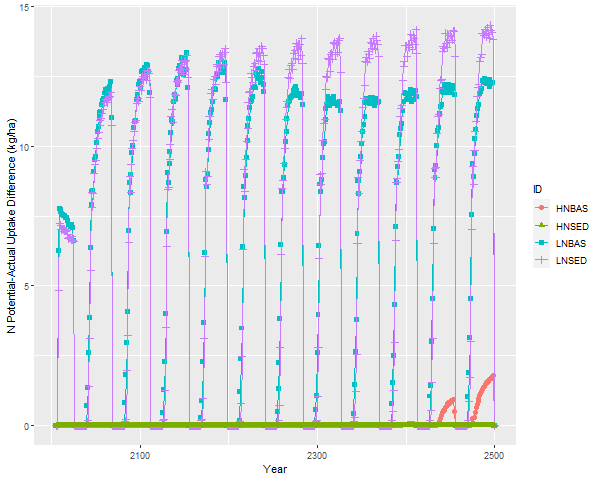 N Potential-Actual Uptake Difference (kg/ha)
15
10
5
0
2100
2300
2500
Year
ID
HNBAS
HNSED
LNBAS
LNSED